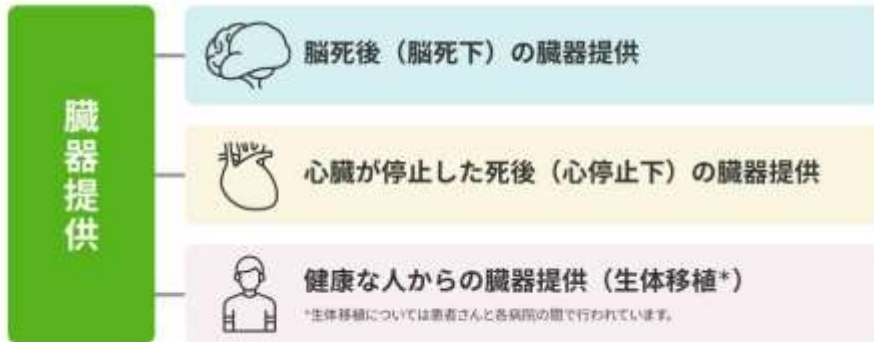 臓器提供
脳死後（脳死下）の臓器提供
心臓が停止した死後（心停止下）の臓器提供
健康な人からの臓器提供（生体移植*）
*生体移植については患者さんと各病院の間で行われています。